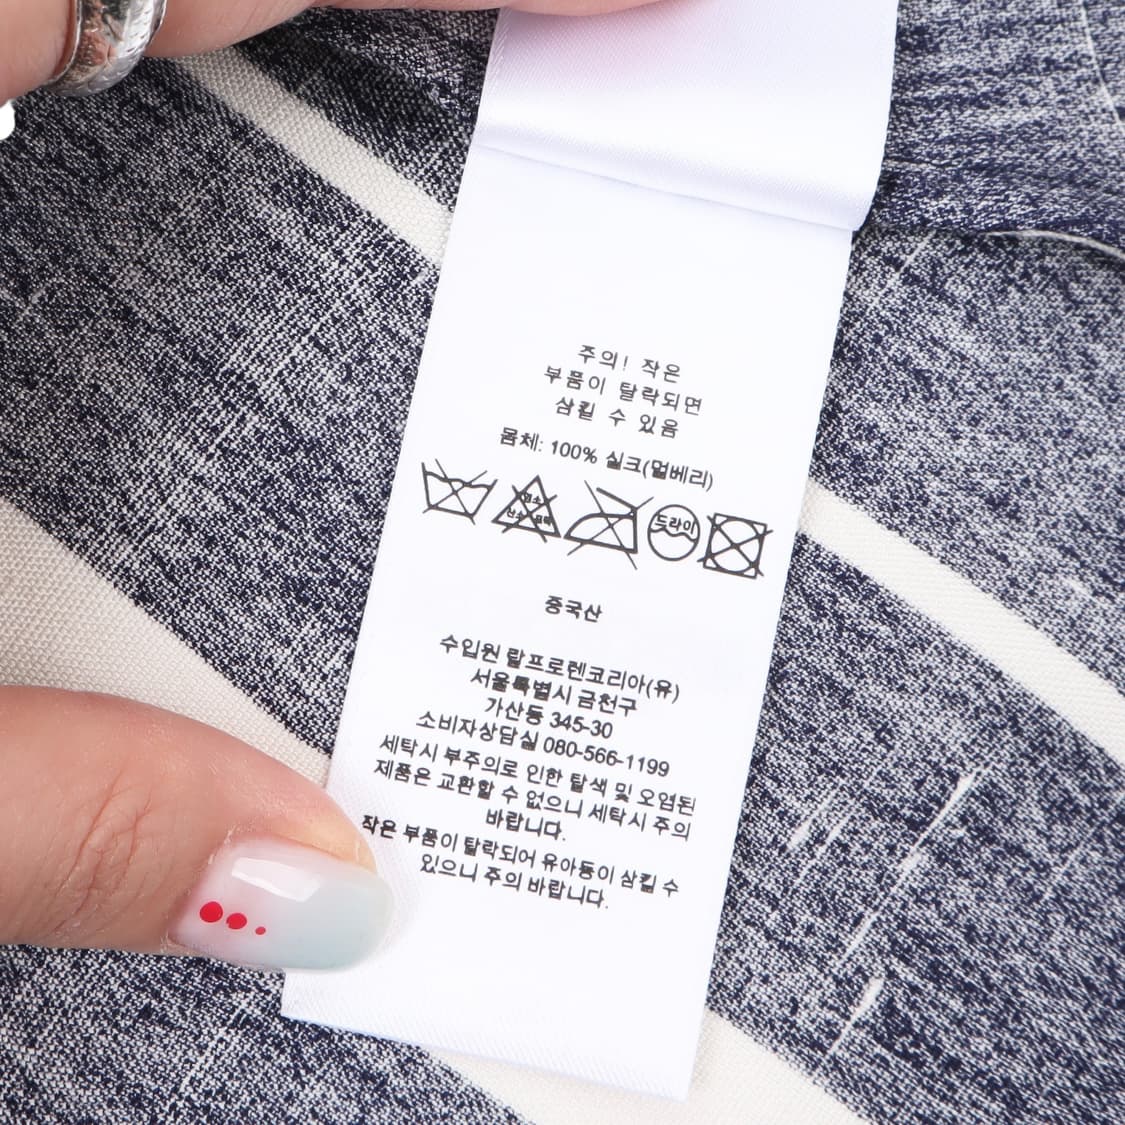 주의! 작은
부품이 탈락되면
삼킬 수 있음
몸체: 100% 실크(멀베리)
드라이
중국산
수입원 랄프로렌코리아(유)
서울특별시 금천구
가산동 345-30
소비자상담실 080-566-1199
세탁시 부주의로 인한 탈색 및 오염된
제품은 교환할 수 없으니 세탁시 주의
바랍니다.
작은 부품이 탈락되어 유아동이 삼킬 수
있으니 주의 바랍니다.